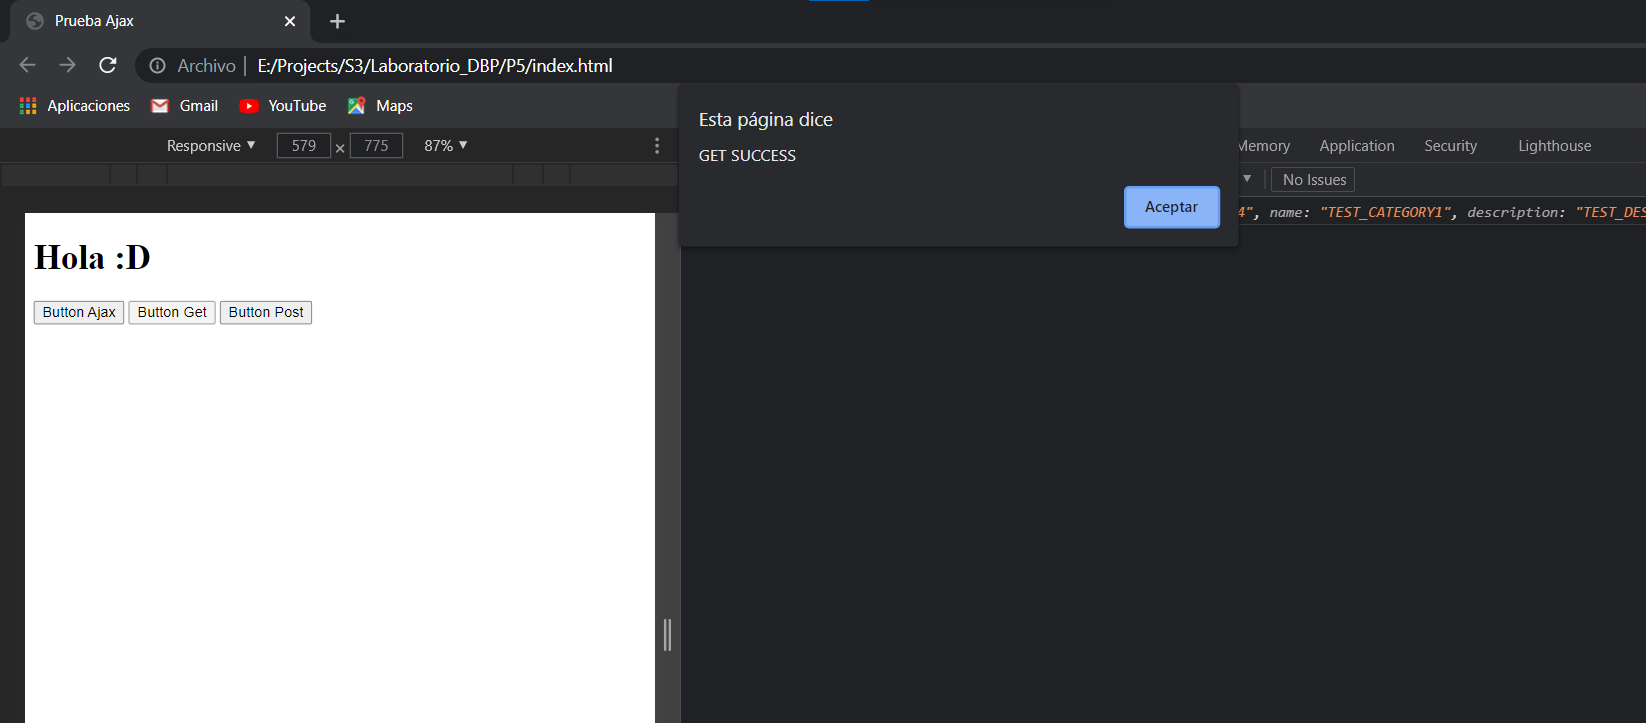 Prueba Ajax
Archivo | E:/Projects/S3/Laboratorio_DBP/P5/index.html
Aplicaciones Gmail YouTube Maps
Esta página dice
GET SUCCESS
Aceptar
Responsive 579 × 775 87%
Memory Application Security Lighthouse
No Issues
4", name: "TEST_CATEGORY1", description: "TEST_DES
Hola :D
Button Ajax Button Get Button Post